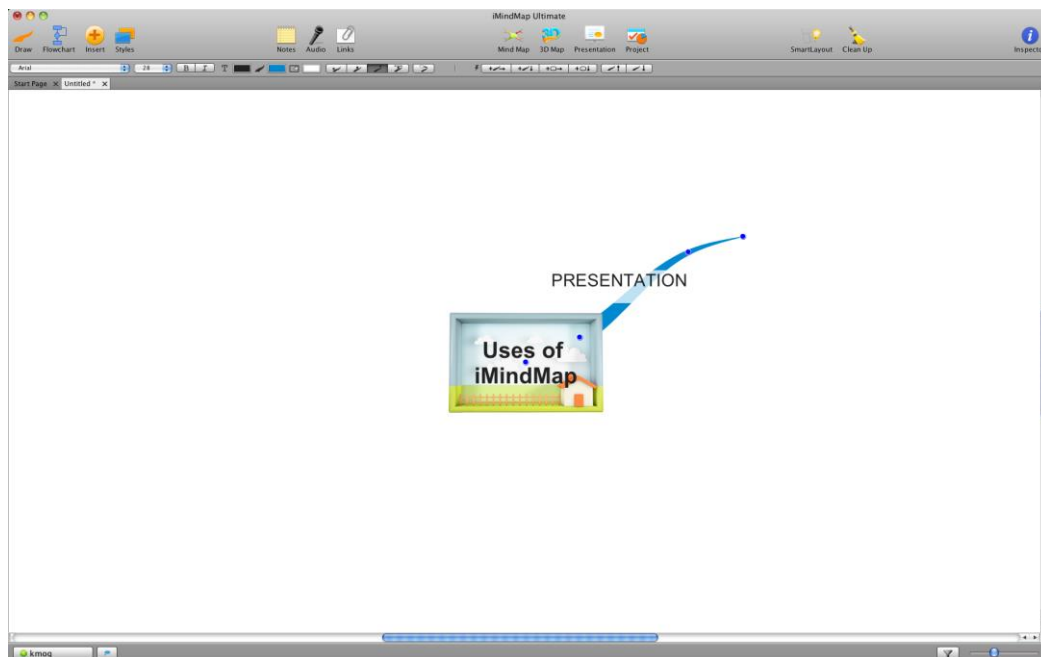 iMindMap Ultimate
Draw Flowchart Insert Styles Notes Audio Links Mind Map 3D Map Presentation Project SmartLayout Clean Up Inspecto
Arial 28 B I T
Start Page X Untitled * X
PRESENTATION
Uses of
iMindMap
kmog